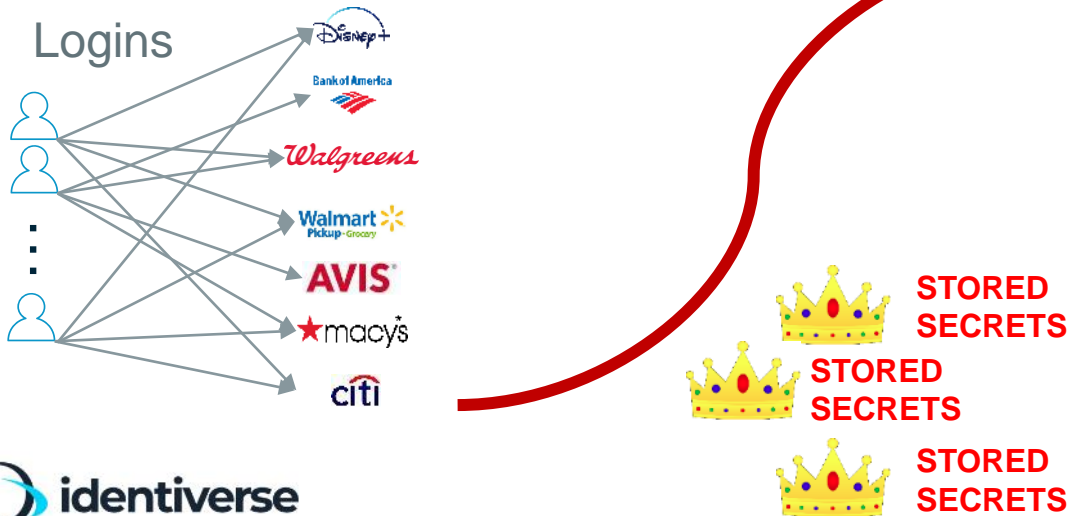 Logins
Disney+
Bank of America
Walgreens
Walmart
Pickup-Grocery
AVIS
macy's
citi
STORED
SECRETS
STORED
SECRETS
STORED
SECRETS
identiverse